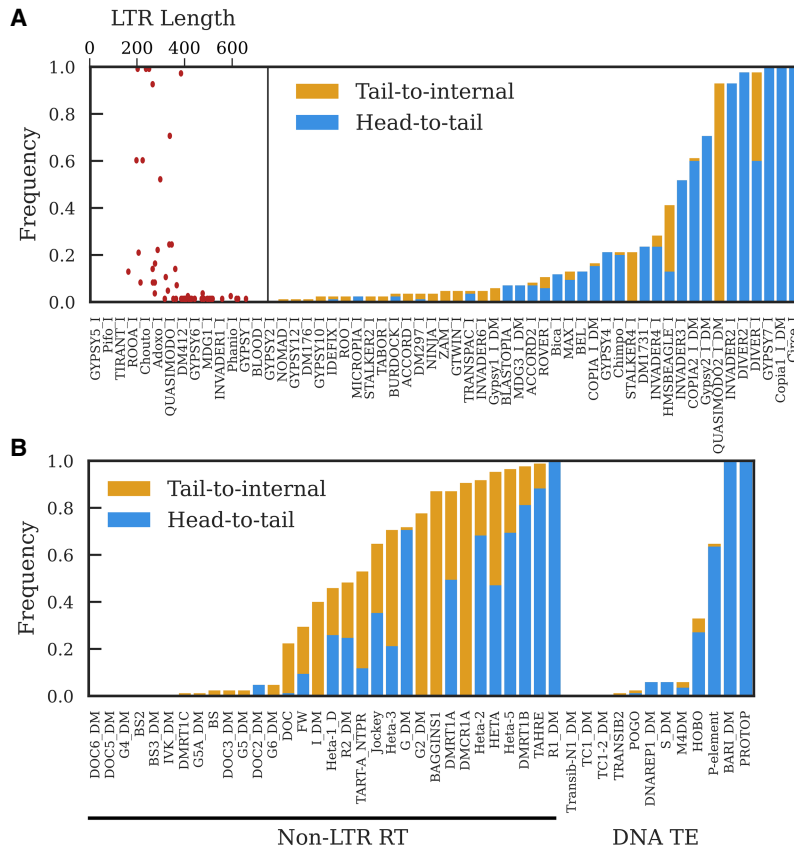 A
LTR Length
0 200 400 600
1.0
0.8
0.6
0.4
0.2
0.0
Frequency
Tail-to-internal
Head-to-tail
GYPSY5_I
Pifo_I
TIRANT_I
ROOA_I
Chouto_I
Adoxo_I
QUASIMODO_I
DM412_I
GYPSY6_I
MDG1_I
INVADER1_I
Phanic_I
GYPSY_I
BLOOD_I
GYPSY2_I
NOMAD_I
GYPSY12_I
DM176_I
GYPSY10_I
IDEFIX_I
ROO_I
MICROPIA_I
STALKER2_I
TABOR_I
BURDOCK_I
ACCORD_I
DM297_I
NINJA_I
ZAM_I
GTWIN_I
TRANSPAC_I
INVADER6_I
Gypsy1_I_DM
BLASTOPIA_I
MDG3_I_DM
ACCORD2_I
ROVER_I
Bica_I
MAX_I
BEL_I
COPIA_I_DM
GYPSY4_I
Chimpo_I
STALKER4_I
DM1731_I
INVADER4_I
HMSBEAGLE_I
INVADER3_I
COPIA2_I_DM
Gypsy2_I_DM
QUASIMODO2_I_DM
INVADER2_I
DIVER2_I
DIVER_I
GYPSY7_I
Copia1_I_DM
Circe_I
B
1.0
0.8
0.6
0.4
0.2
0.0
Frequency
Tail-to-internal
Head-to-tail
DOC6_DM
DOC5_DM
G4_DM
BS2
BS3_DM
IVK_DM
DMRT1C
G5A_DM
BS
DOC3_DM
G5_DM
DOC2_DM
G6_DM
DOC
FW
I_DM
Heta-1_D
R2_DM
TART-A_NTPR
Jockey
Heta-3
G_DM
G2_DM
BAGGINS1
DMRT1A
DMCR1A
Heta-2
HETA
Heta-5
DMRT1B
TAHRE
R1_DM
Transib-N1_DM
TC1_DM
TC1-2_DM
TRANSIB2
POGO
DNAREP1_DM
S_DM
M4DM
HOBO
P-element
BARI_DM
PROTOP
Non-LTR RT
DNA TE